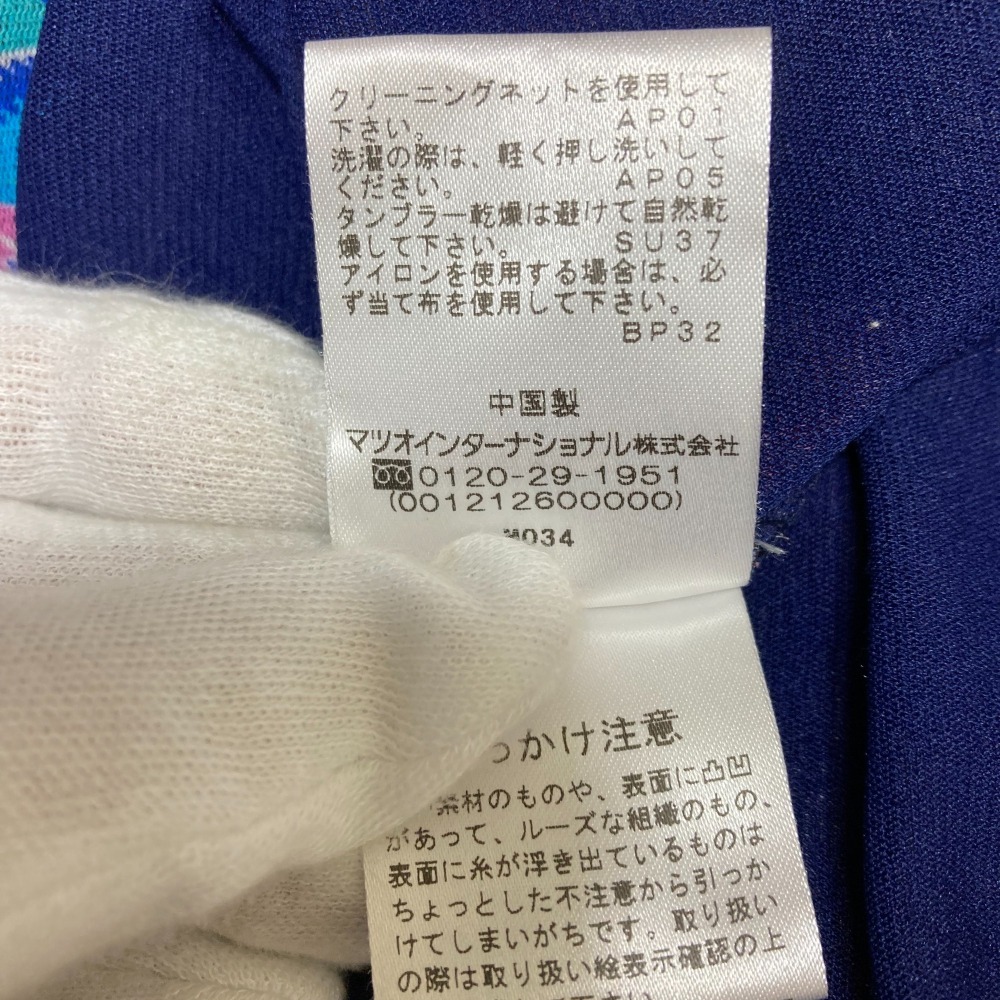 クリーニングネットを使用して
下さい。 AP01
洗濯の際は、軽く押し洗いして
ください。 AP05
タンブラー乾燥は避けて自然乾
燥して下さい。 SU37
アイロンを使用する場合は、必
ず当て布を使用して下さい。
BP32
中国製
マツオインターナショナル株式会社
0120-29-1951
(001212600000)
M034
っかけ注意
素材のものや、表面に凸凹
があって、ルーズな組織のもの、
表面に糸が浮き出ているものは
ちょっとした不注意から引っか
けてしまいがちです。取り扱い
の際は取り扱い絵表示確認の上